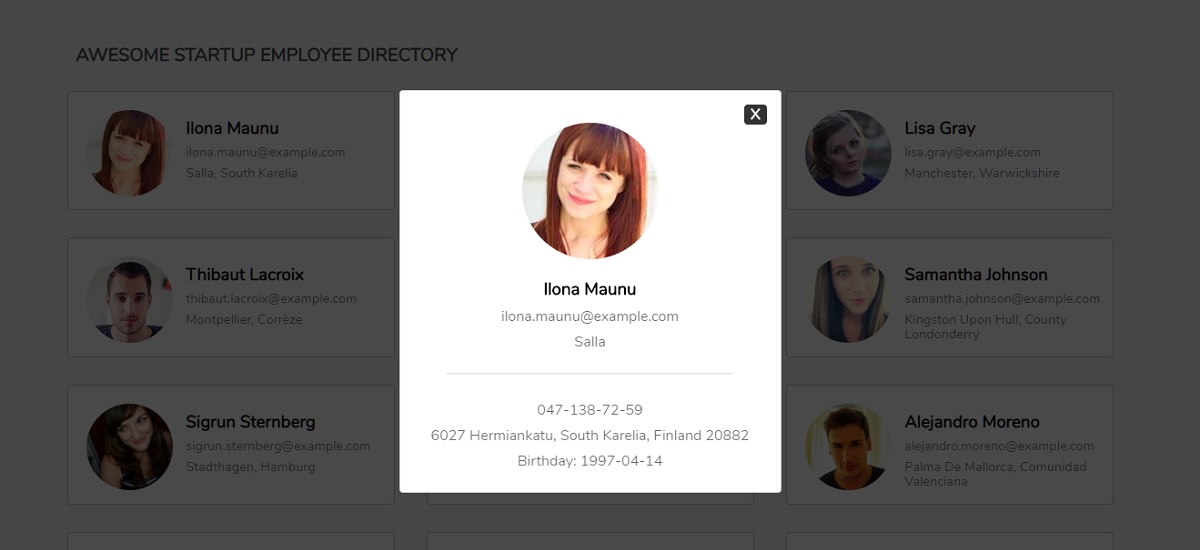 AWESOME STARTUP EMPLOYEE DIRECTORY
Ilona Maunu
ilona.maunu@example.com
Salla, South Karelia
Thibaut Lacroix
thibaut.lacroix@example.com
Montpellier, Corrèze
Sigrun Sternberg
sigrun.sternberg@example.com
Stadthagen, Hamburg
X
Ilona Maunu
ilona.maunu@example.com
Salla
047-138-72-59
6027 Hermiankatu, South Karelia, Finland 20882
Birthday: 1997-04-14
Lisa Gray
lisa.gray@example.com
Manchester, Warwickshire
Samantha Johnson
samantha.johnson@example.com
Kingston Upon Hull, County
Londonderry
Alejandro Moreno
alejandro.moreno@example.com
Palma De Mallorca, Comunidad
Valenciana